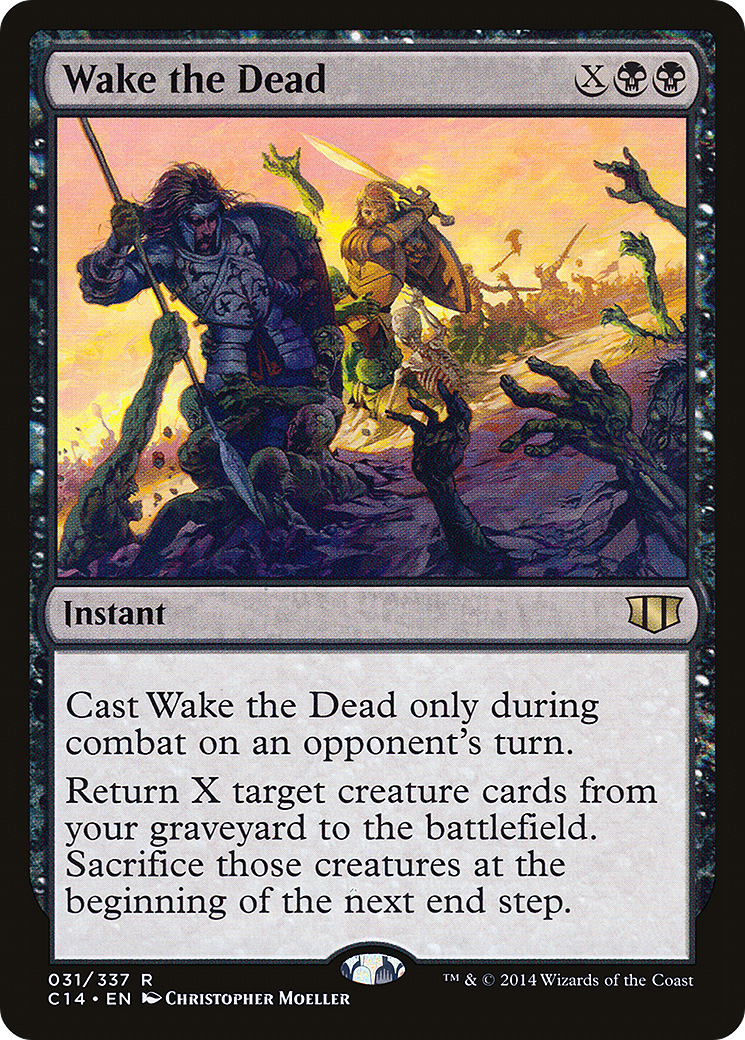 Wake the Dead X
Instant
Cast Wake the Dead only during
combat on an opponent's turn.
Return X target creature cards from
your graveyard to the battlefield.
Sacrifice those creatures at the
beginning of the next end step.
031/337 R
C14 • EN Christopher Moeller
™ & © 2014 Wizards of the Coast